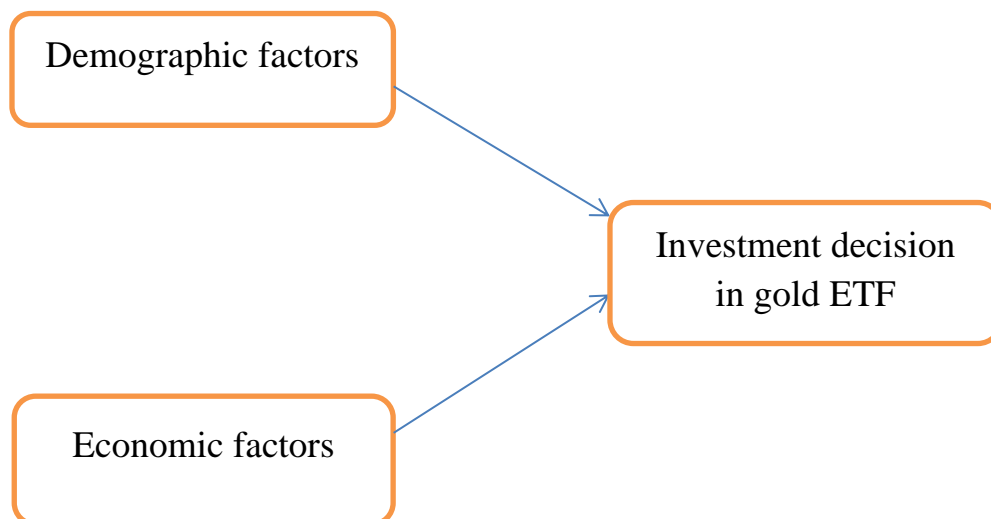 Demographic factors
Investment decision
in gold ETF
Economic factors